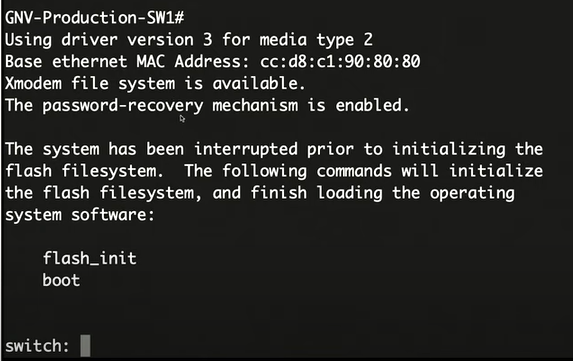 GNV-Production-SW1#
Using driver version 3 for media type 2
Base ethernet MAC Address: cc:d8:c1:90:80:80
Xmodem file system is available.
The password-recovery mechanism is enabled.
The system has been interrupted prior to initializing the
flash filesystem.  The following commands will initialize
the flash filesystem, and finish loading the operating
system software:
flash_init
boot
switch: